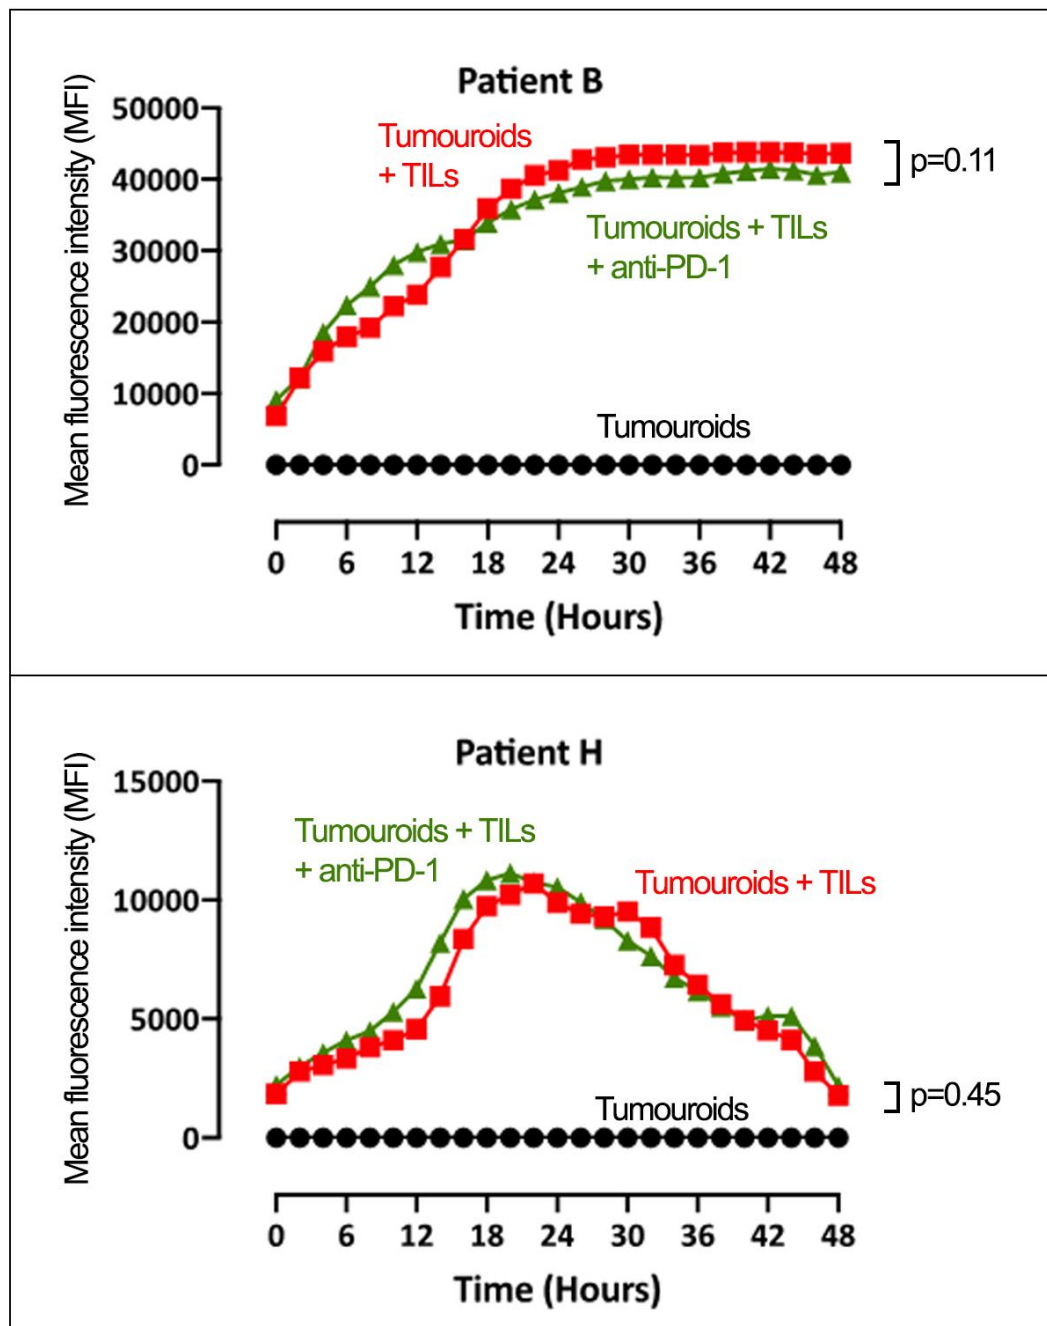 Patient B
Mean fluorescence intensity (MFI)
50000
40000
30000
20000
10000
0
Tumouroids
+ TILs
p=0.11
Tumouroids + TILs
+ anti-PD-1
Tumouroids
0 6 12 18 24 30 36 42 48
Time (Hours)
Patient H
Mean fluorescence intensity (MFI)
15000
10000
5000
0
Tumouroids + TILs
+ anti-PD-1
Tumouroids + TILs
Tumouroids
p=0.45
0 6 12 18 24 30 36 42 48
Time (Hours)